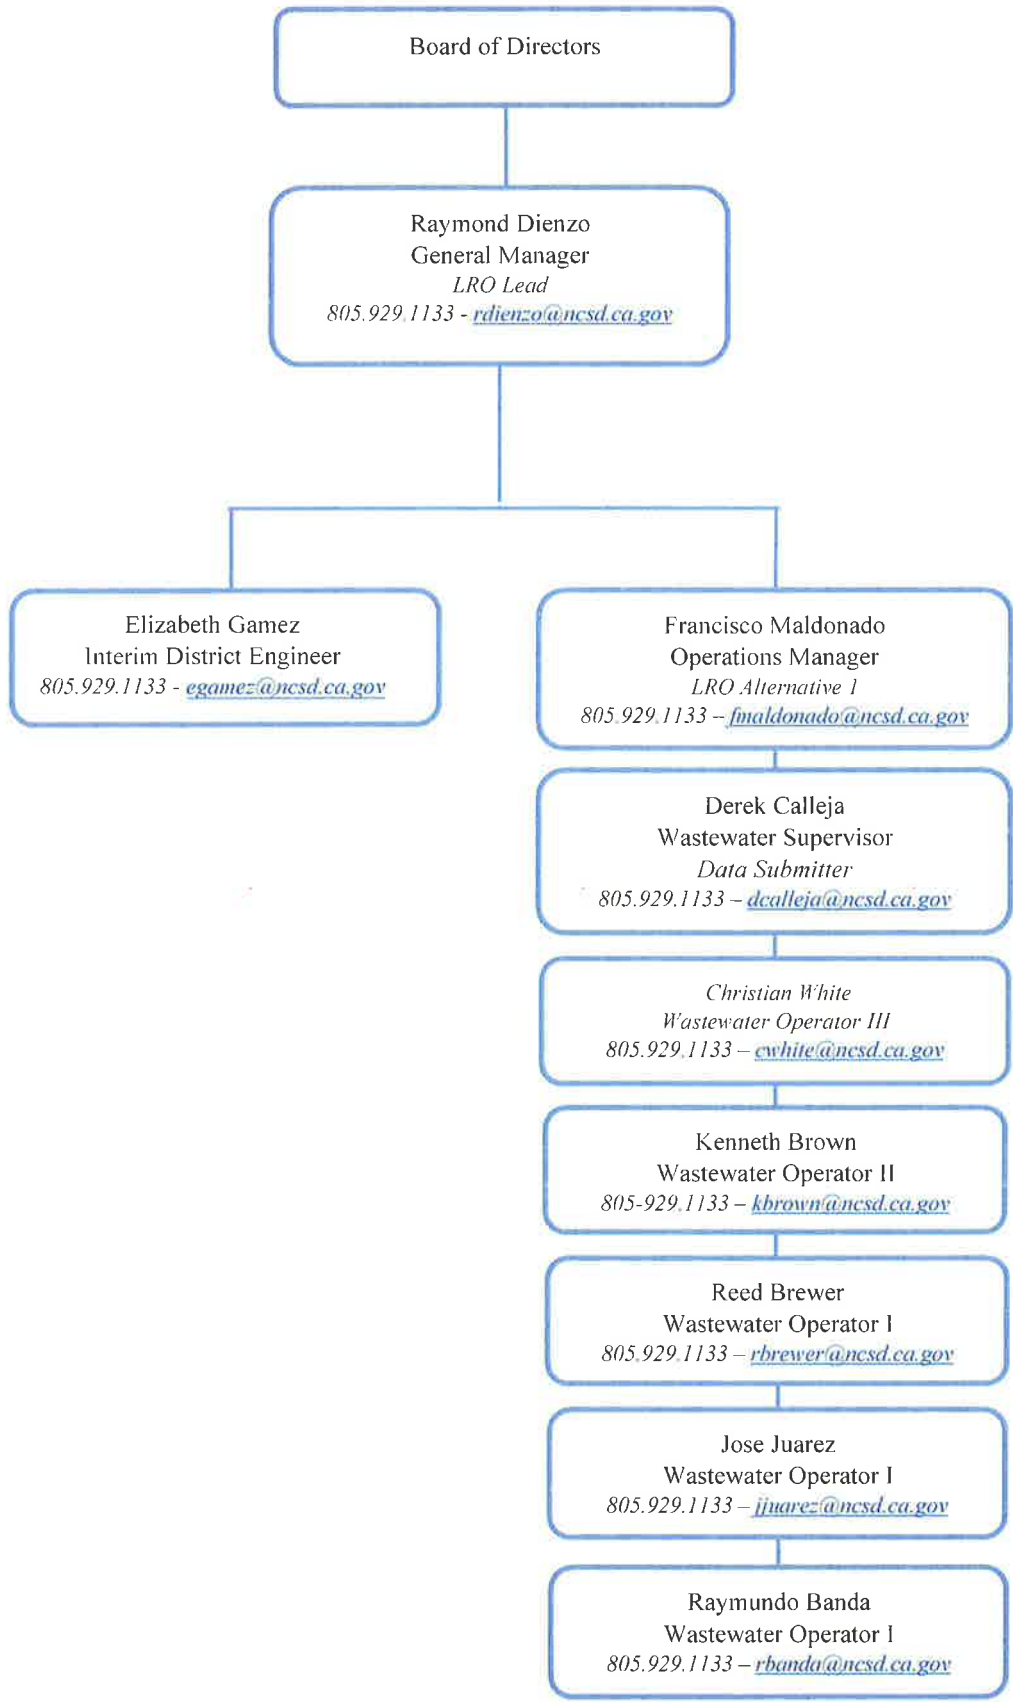 Board of Directors
Raymond Dienzo
General Manager
LRO Lead
805.929.1133 - rdienzo@ncsd.ca.gov
Elizabeth Gamez
Interim District Engineer
805.929.1133 - egamez@ncsd.ca.gov
Francisco Maldonado
Operations Manager
LRO Alternative 1
805.929.1133 – fmaldonado@ncsd.ca.gov
Derek Calleja
Wastewater Supervisor
Data Submitter
805.929.1133 – dcalleja@ncsd.ca.gov
Christian White
Wastewater Operator III
805.929.1133 – cwhite@ncsd.ca.gov
Kenneth Brown
Wastewater Operator II
805-929.1133 – kbrown@ncsd.ca.gov
Reed Brewer
Wastewater Operator I
805.929.1133 – rbrewer@ncsd.ca.gov
Jose Juarez
Wastewater Operator I
805.929.1133 – jjuarez@ncsd.ca.gov
Raymundo Banda
Wastewater Operator I
805.929.1133 – rbanda@ncsd.ca.gov